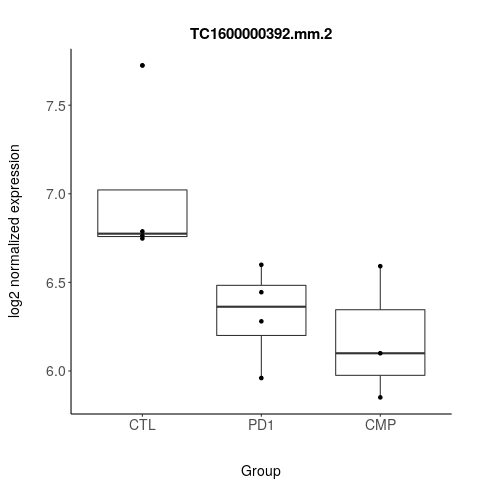 TC1600000392.mm.2
log2 normalized expression
7.5
7.0
6.5
6.0
CTL PD1 CMP
Group